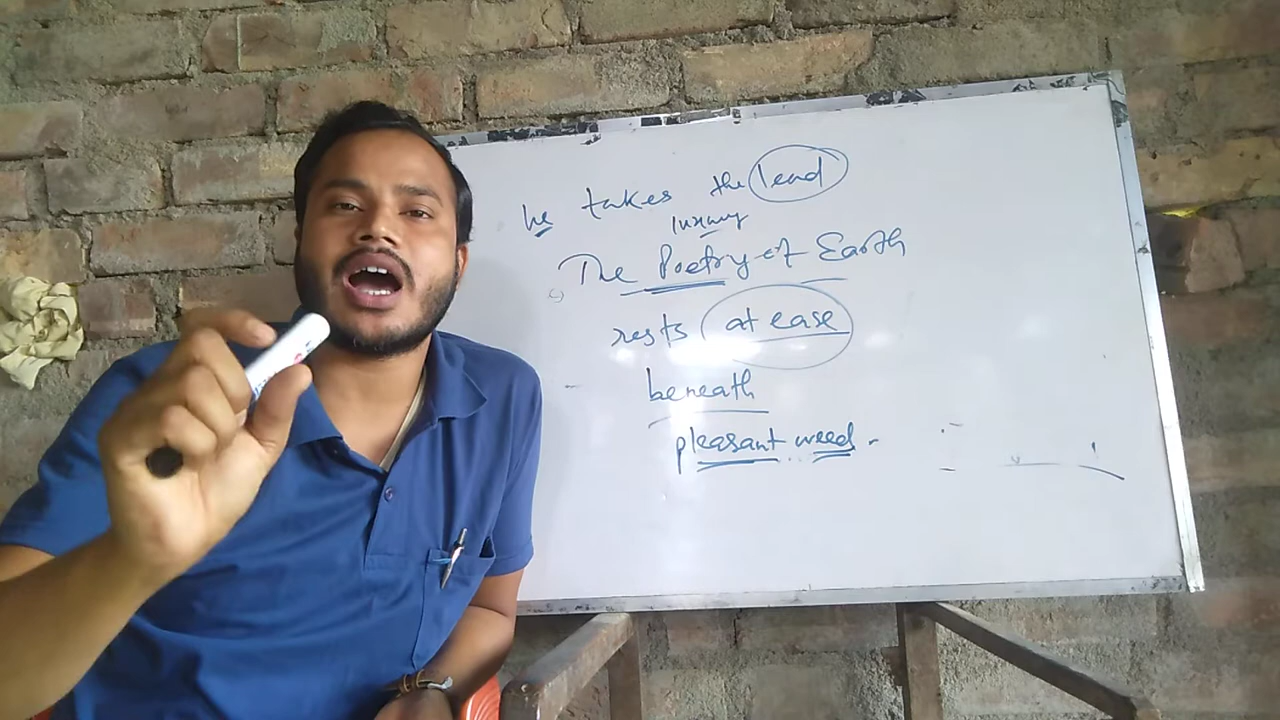 he takes the lead
luxury
The Poetry of Earth
rests at ease
beneath
pleasant weed.